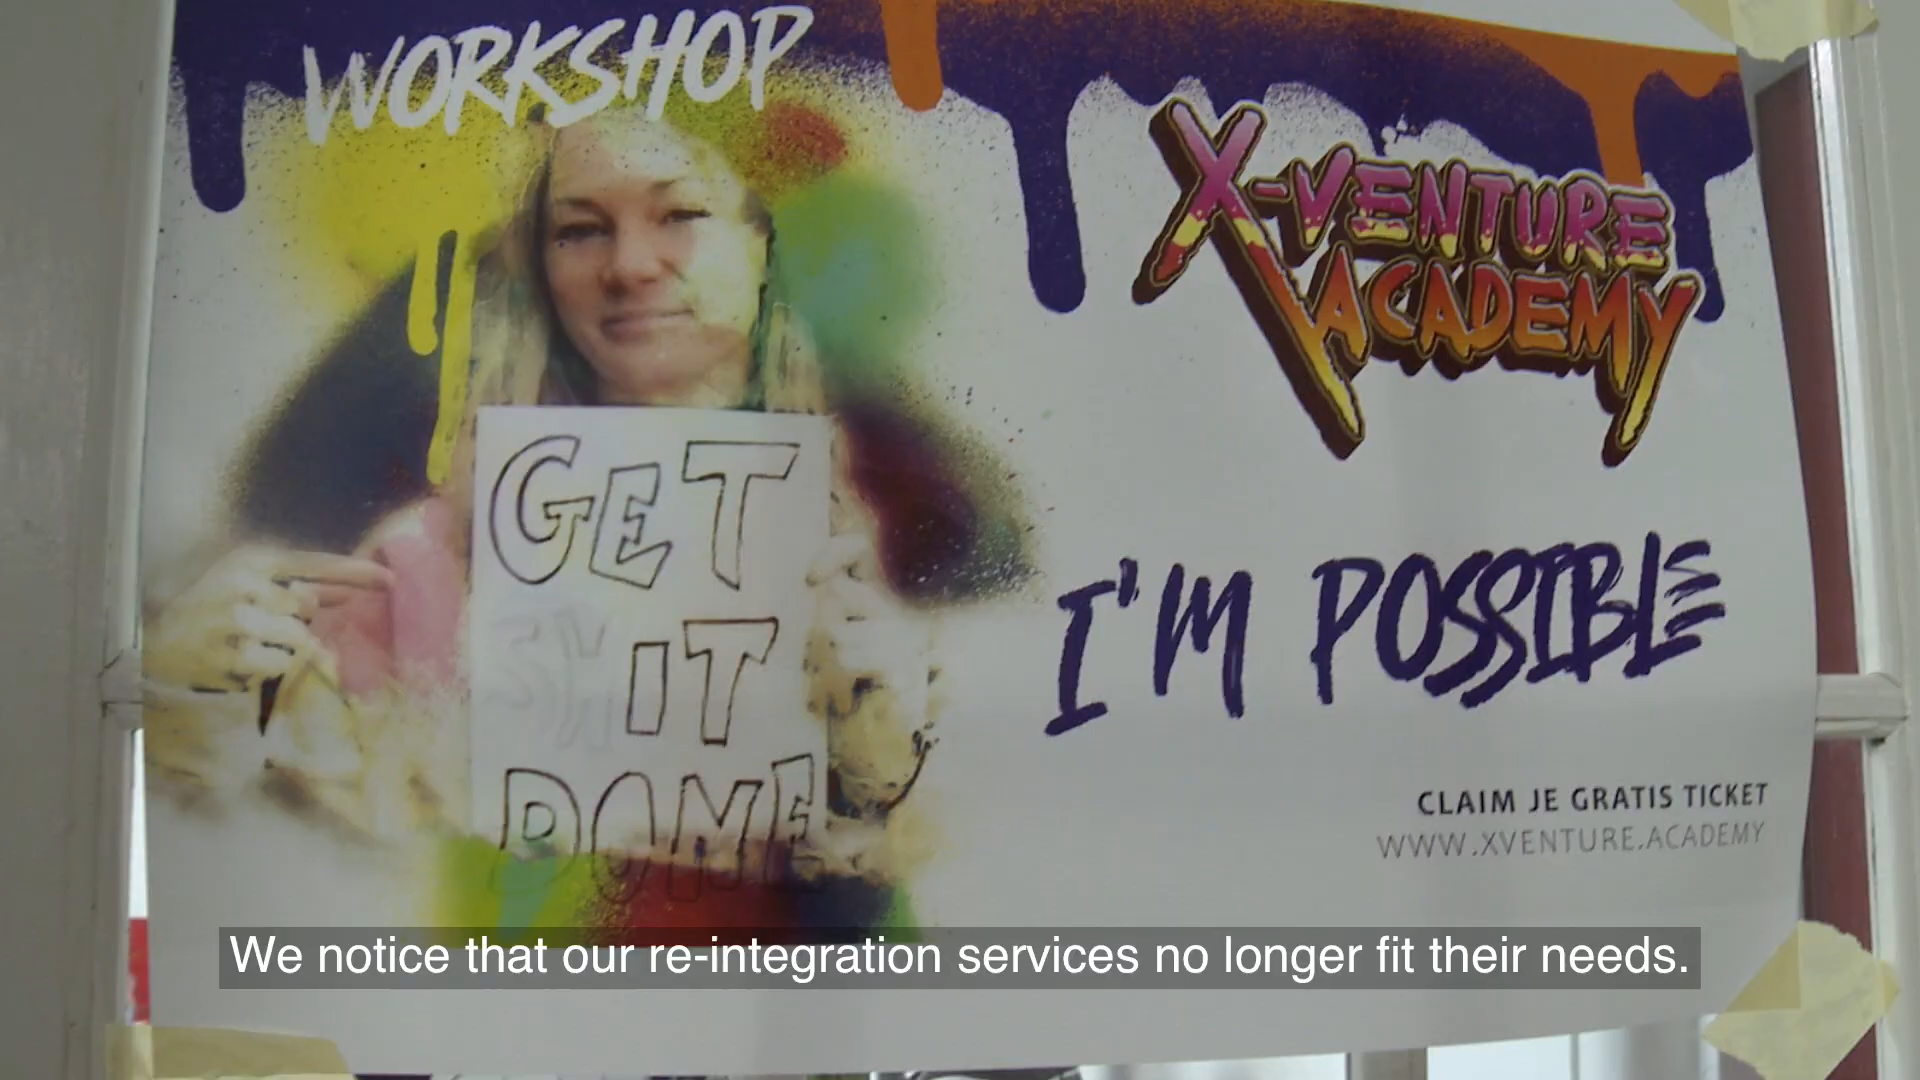 WORKSHOP
X-VENTURE
ACADEMY
GET
SHIT
DONE
I'M POSSIBLE
CLAIM JE GRATIS TICKET
WWW.XVENTURE.ACADEMY
We notice that our re-integration services no longer fit their needs.